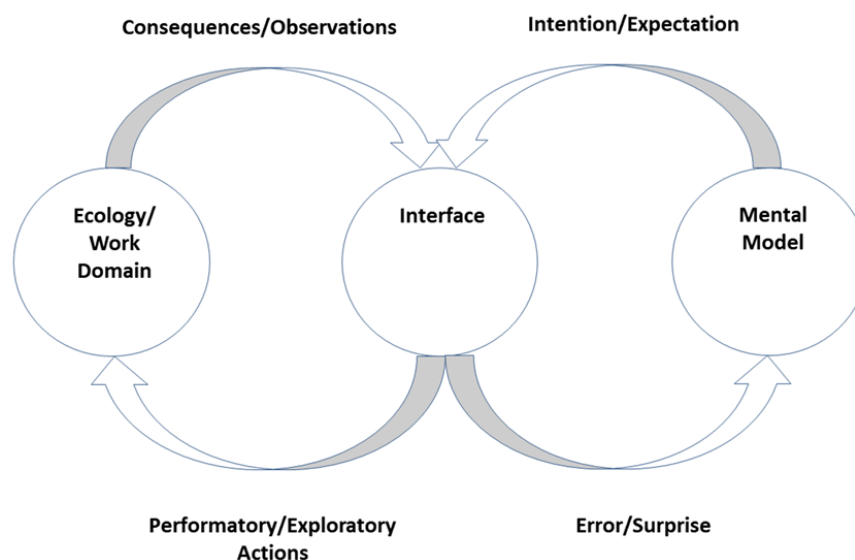 Consequences/Observations
Intention/Expectation
Ecology/
Work
Domain
Interface
Mental
Model
Performatory/Exploratory
Actions
Error/Surprise